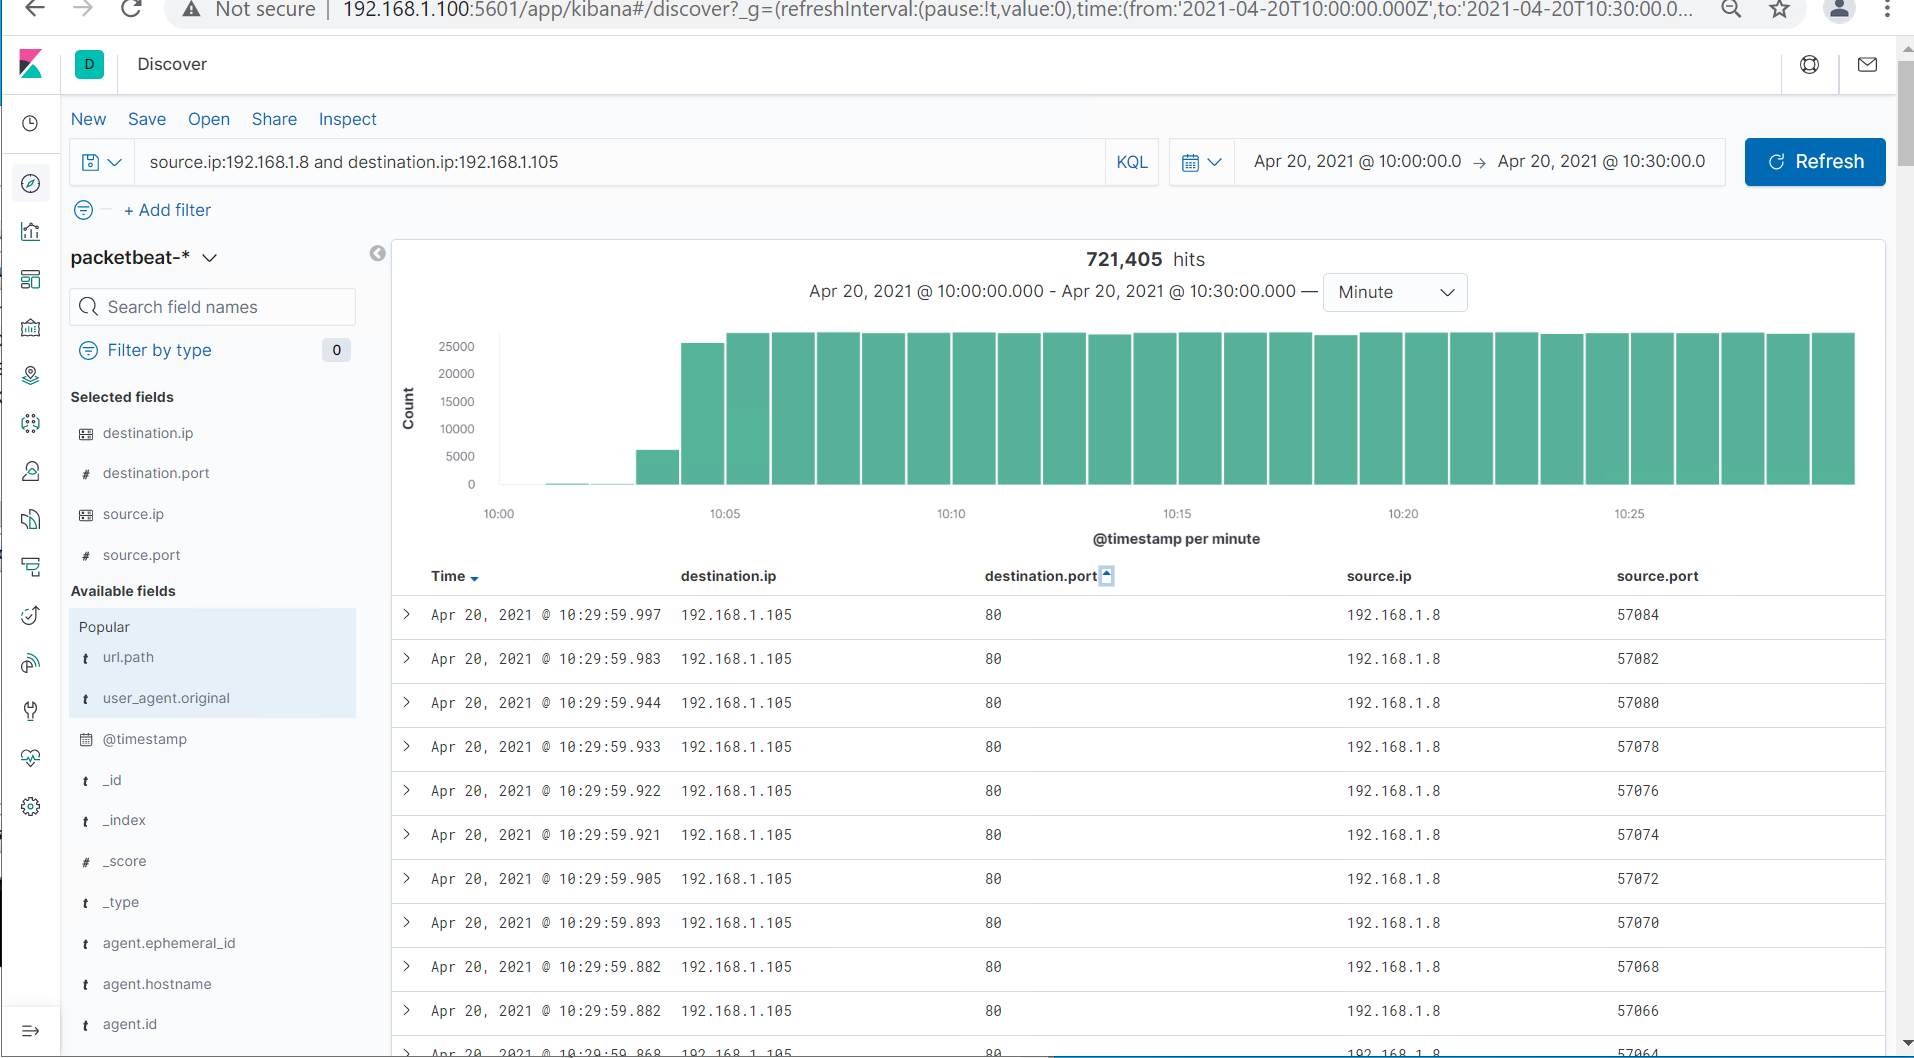 Not secure | 192.168.1.100:5601/app/kibana#/discover?_g=(refreshInterval:(pause:!t,value:0),time:(from:'2021-04-20T10:00:00.000Z',to:'2021-04-20T10:30:00.0...
D Discover
New Save Open Share Inspect
source.ip:192.168.1.8 and destination.ip:192.168.1.105 KQL Apr 20, 2021 @ 10:00:00.0 → Apr 20, 2021 @ 10:30:00.0 Refresh
+ Add filter
packetbeat-*
Search field names
Filter by type 0
Selected fields
destination.ip
# destination.port
source.ip
# source.port
Available fields
Popular
t url.path
t user_agent.original
@timestamp
t _id
t _index
# _score
t _type
t agent.ephemeral_id
t agent.hostname
t agent.id
721,405 hits
Apr 20, 2021 @ 10:00:00.000 - Apr 20, 2021 @ 10:30:00.000 — Minute
Count
25000
20000
15000
10000
5000
0
10:00 10:05 10:10 10:15 10:20 10:25
@timestamp per minute
Time destination.ip destination.port source.ip source.port
Apr 20, 2021 @ 10:29:59.997 192.168.1.105 80 192.168.1.8 57084
Apr 20, 2021 @ 10:29:59.983 192.168.1.105 80 192.168.1.8 57082
Apr 20, 2021 @ 10:29:59.944 192.168.1.105 80 192.168.1.8 57080
Apr 20, 2021 @ 10:29:59.933 192.168.1.105 80 192.168.1.8 57078
Apr 20, 2021 @ 10:29:59.922 192.168.1.105 80 192.168.1.8 57076
Apr 20, 2021 @ 10:29:59.921 192.168.1.105 80 192.168.1.8 57074
Apr 20, 2021 @ 10:29:59.905 192.168.1.105 80 192.168.1.8 57072
Apr 20, 2021 @ 10:29:59.893 192.168.1.105 80 192.168.1.8 57070
Apr 20, 2021 @ 10:29:59.882 192.168.1.105 80 192.168.1.8 57068
Apr 20, 2021 @ 10:29:59.882 192.168.1.105 80 192.168.1.8 57066
Apr 20, 2021 @ 10:29:59.868 192.168.1.105 80 192.168.1.8 57064